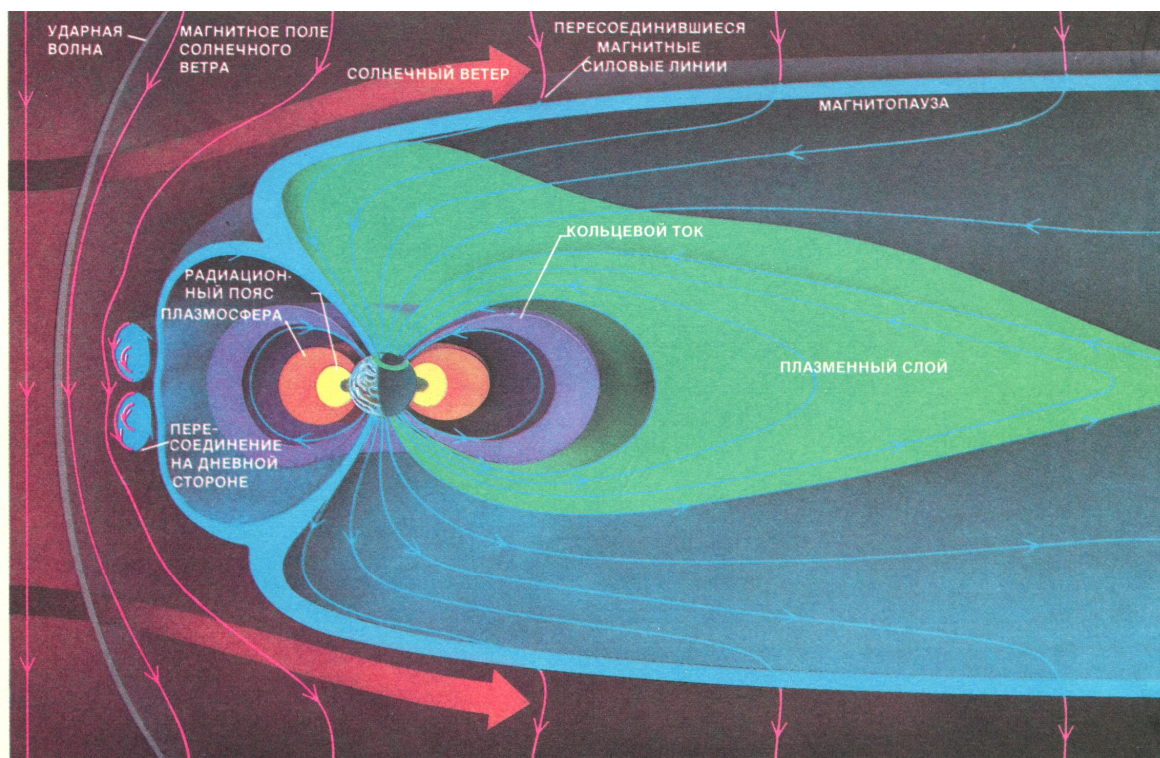 УДАРНАЯ
ВОЛНА
МАГНИТНОЕ ПОЛЕ
СОЛНЕЧНОГО
ВЕТРА
СОЛНЕЧНЫЙ ВЕТЕР
ПЕРЕСОЕДИНИВШИЕСЯ
МАГНИТНЫЕ
СИЛОВЫЕ ЛИНИИ
МАГНИТОПАУЗА
КОЛЬЦЕВОЙ ТОК
РАДИАЦИОН-
НЫЙ ПОЯС
ПЛАЗМОСФЕРА
ПЛАЗМЕННЫЙ СЛОЙ
ПЕРЕ-
СОЕДИНЕНИЕ
НА ДНЕВНОЙ
СТОРОНЕ